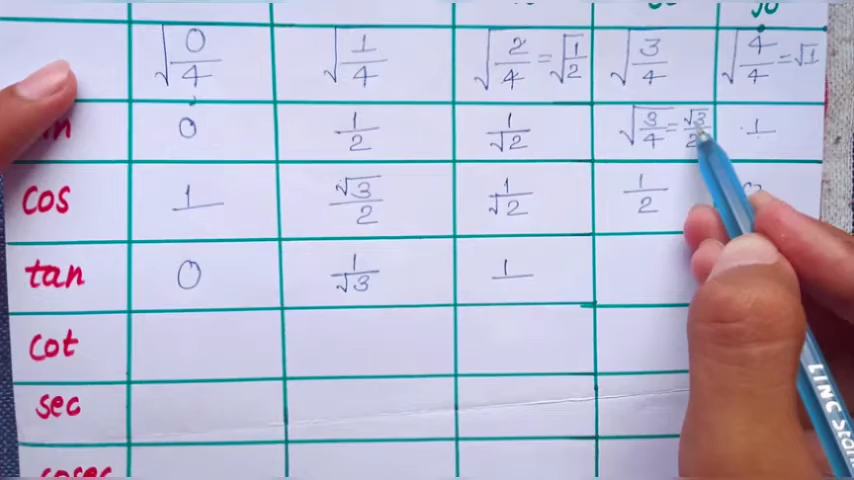 √0/4 √1/4 √2/4 = √1/2 √3/4 √4/4 = √1
0 1/2 1/√2 √3/4 = √3/2 1
cos 1 √3/2 1/√2 1/2
tan 0 1/√3 1
cot
sec
cosec
LINC